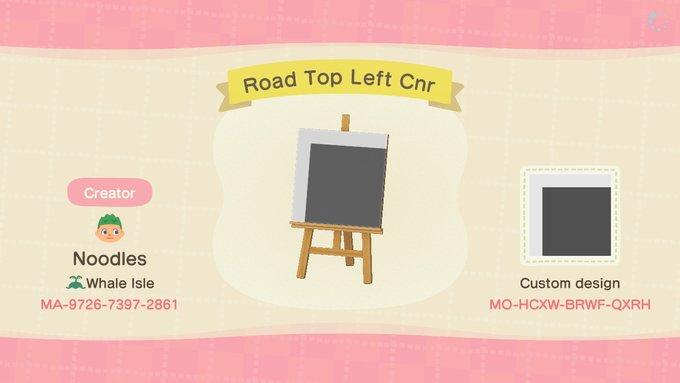 Road Top Left Cnr
Creator
Noodles
Whale Isle
MA-9726-7397-2861
Custom design
MO-HCXW-BRWF-QXRH